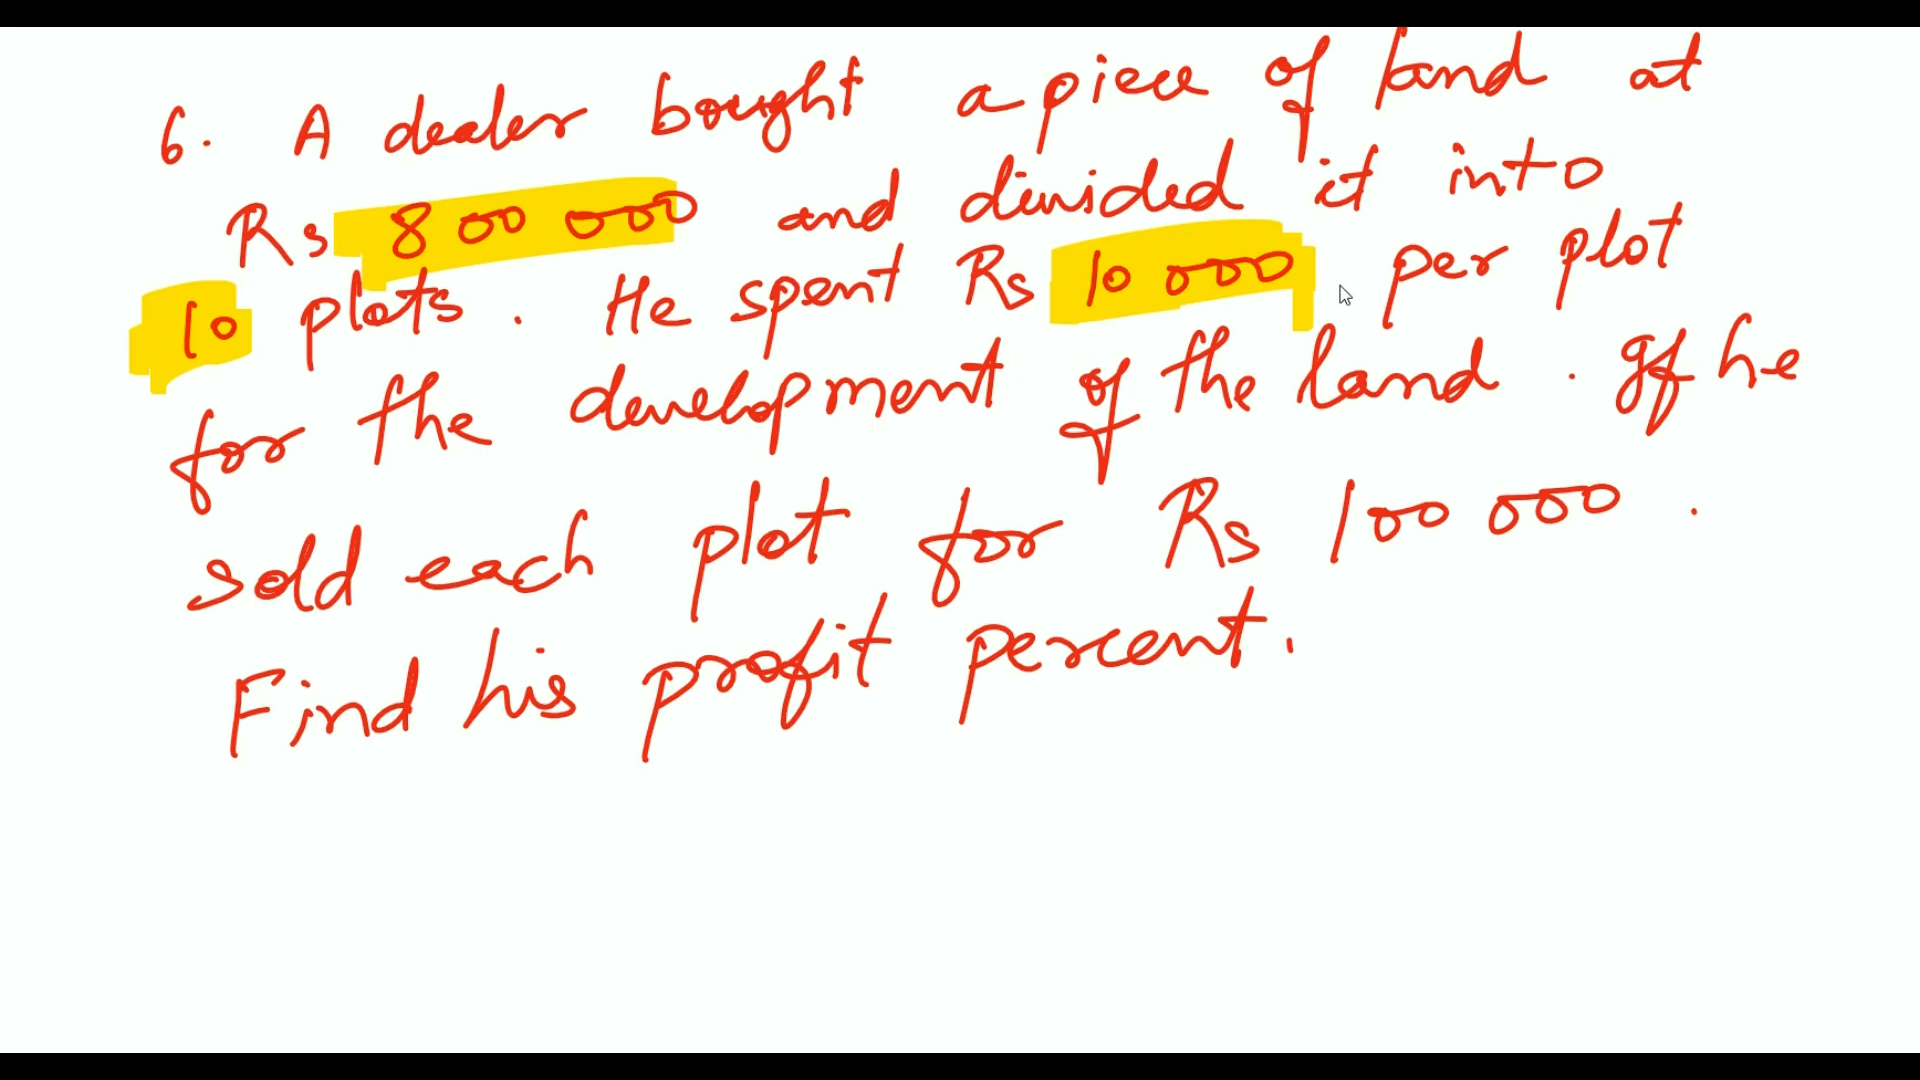 6. A dealer bought a piece of land at
Rs 8 00 000 and divided it into
10 plots. He spent Rs 10 000 per plot
for the development of the land. If he
sold each plot for Rs 100 000.
Find his profit percent.